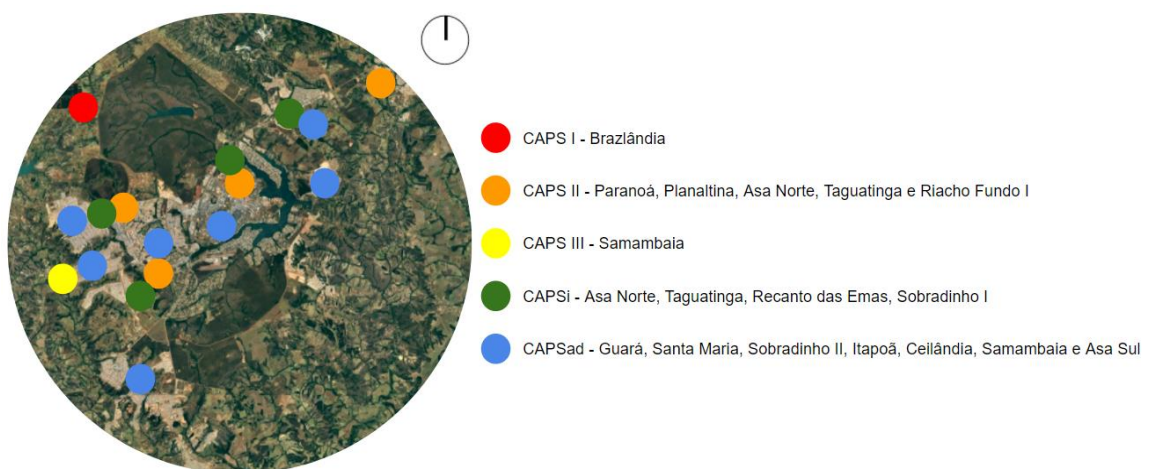 CAPS I - Brazlândia
CAPS II - Paranoá, Planaltina, Asa Norte, Taguatinga e Riacho Fundo I
CAPS III - Samambaia
CAPSi - Asa Norte, Taguatinga, Recanto das Emas, Sobradinho I
CAPSad - Guará, Santa Maria, Sobradinho II, Itapoã, Ceilândia, Samambaia e Asa Sul